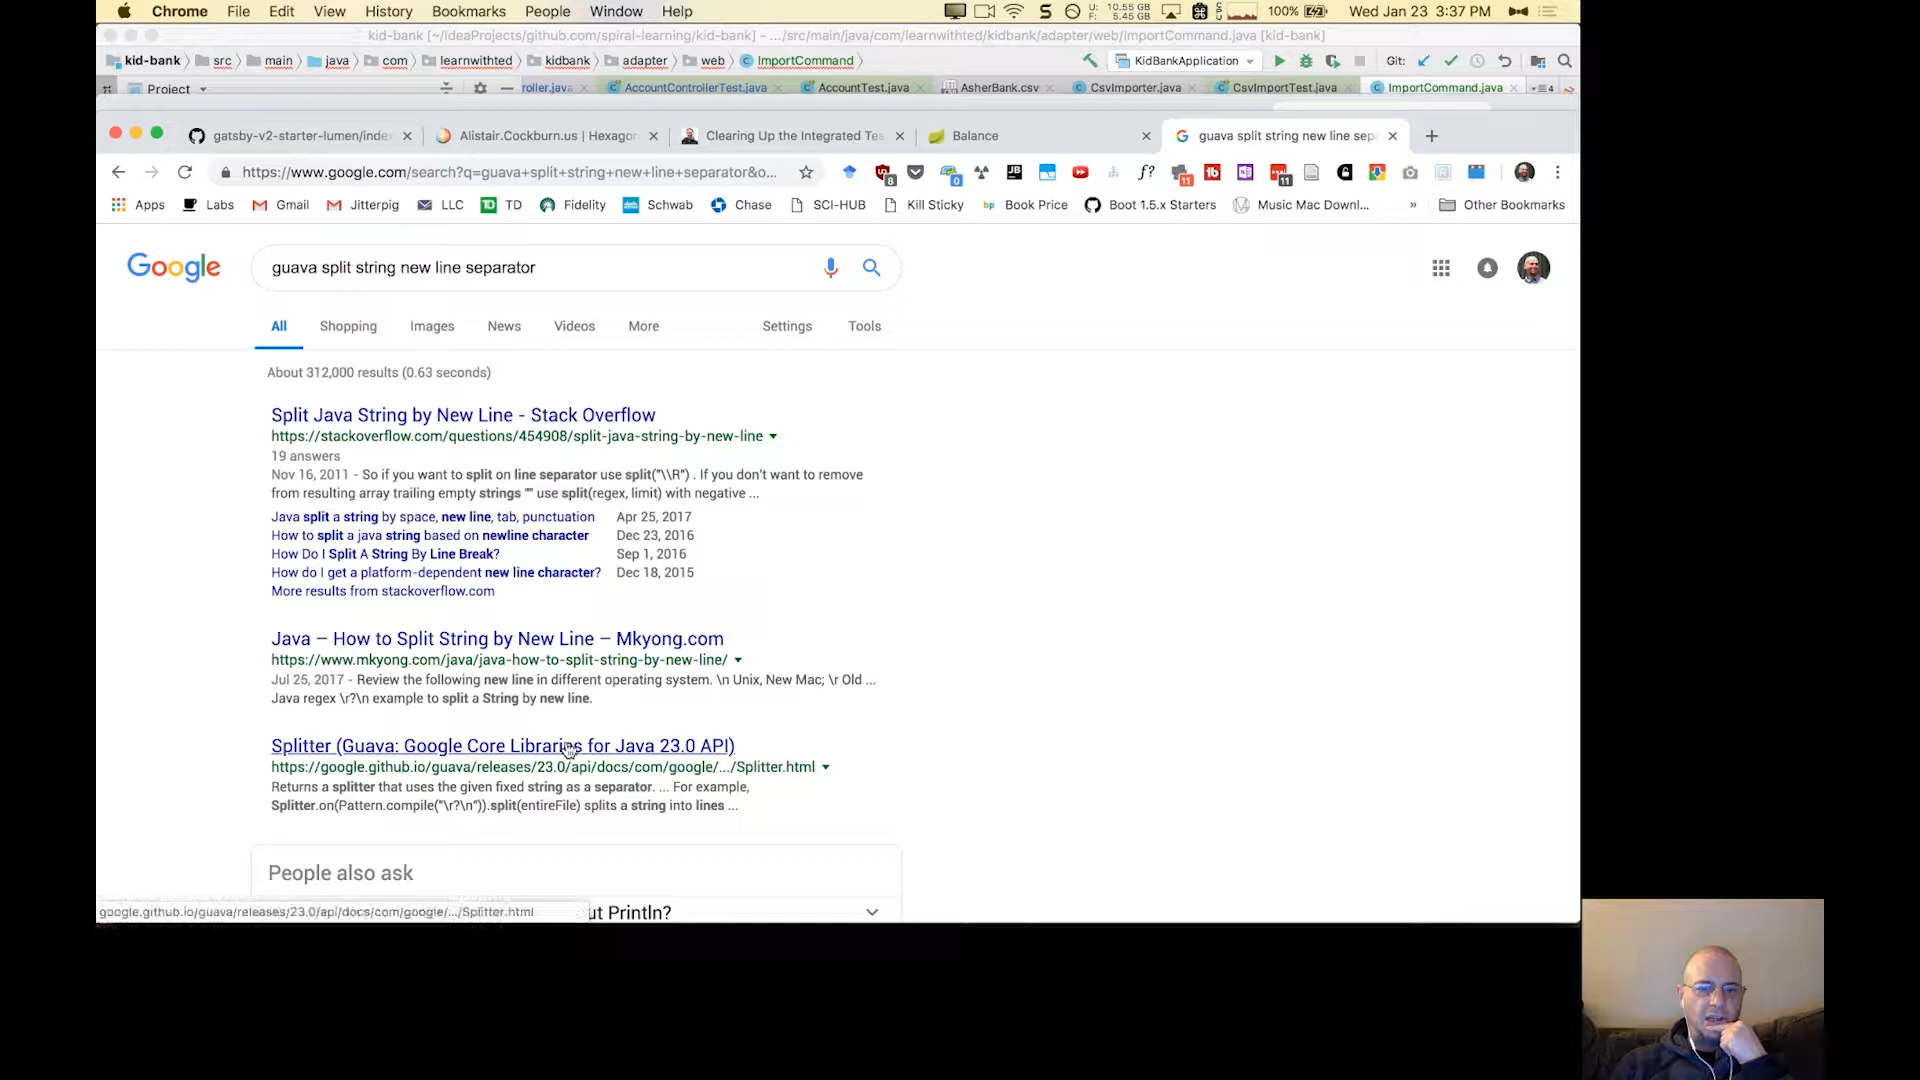 Chrome File Edit View History Bookmarks People Window Help
U: 10.55 GB
F: 5.45 GB
100% Wed Jan 23 3:37 PM
kid-bank [~/IdeaProjects/github.com/spiral-learning/kid-bank] - .../src/main/java/com/learnwithted/kidbank/adapter/web/ImportCommand.java [kid-bank]
kid-bank src main java com learnwithted kidbank adapter web ImportCommand KidBankApplication Git:
Project roller.java AccountControllerTest.java AccountTest.java AsherBank.csv CsvImporter.java CsvImportTest.java ImportCommand.java
gatsby-v2-starter-lumen/inde Alistair.Cockburn.us | Hexagon Clearing Up the Integrated Tes Balance guava split string new line sep
https://www.google.com/search?q=guava+split+string+new+line+separator&o... 8 0 JB f? 11 11
Apps Labs Gmail Jitterpig LLC TD Fidelity Schwab Chase SCI-HUB Kill Sticky bp Book Price Boot 1.5.x Starters Music Mac Downl... » Other Bookmarks
Google guava split string new line separator
All Shopping Images News Videos More Settings Tools
About 312,000 results (0.63 seconds)
Split Java String by New Line - Stack Overflow
https://stackoverflow.com/questions/454908/split-java-string-by-new-line
19 answers
Nov 16, 2011 - So if you want to split on line separator use split("\\R") . If you don't want to remove
from resulting array trailing empty strings "" use split(regex, limit) with negative ...
Java split a string by space, new line, tab, punctuation Apr 25, 2017
How to split a java string based on newline character Dec 23, 2016
How Do I Split A String By Line Break? Sep 1, 2016
How do I get a platform-dependent new line character? Dec 18, 2015
More results from stackoverflow.com
Java – How to Split String by New Line – Mkyong.com
https://www.mkyong.com/java/java-how-to-split-string-by-new-line/
Jul 25, 2017 - Review the following new line in different operating system. \n Unix, New Mac; \r Old ...
Java regex \r?\n example to split a String by new line.
Splitter (Guava: Google Core Libraries for Java 23.0 API)
https://google.github.io/guava/releases/23.0/api/docs/com/google/.../Splitter.html
Returns a splitter that uses the given fixed string as a separator. ... For example,
Splitter.on(Pattern.compile("\r?\n")).split(entireFile) splits a string into lines ...
People also ask
google.github.io/guava/releases/23.0/api/docs/com/google/.../Splitter.html ut Println?